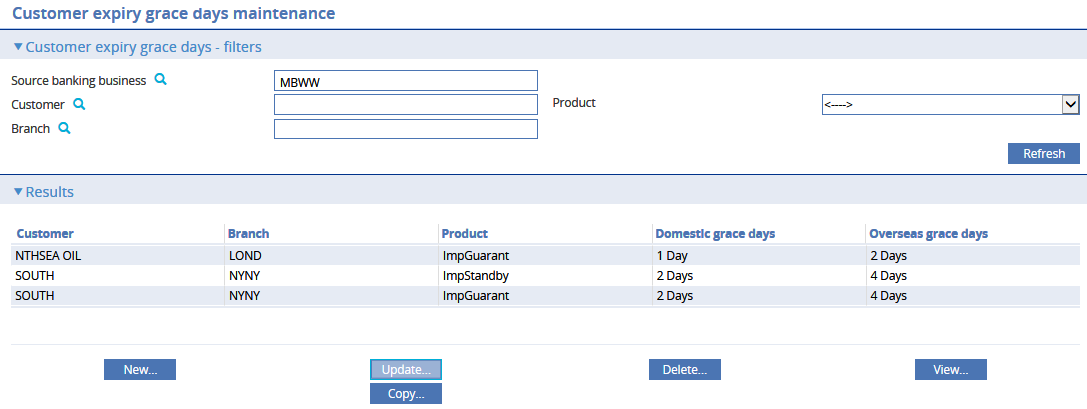 Customer expiry grace days maintenance
Customer expiry grace days - filters
Source banking business MBWW
Customer Product <---->
Branch
Refresh
Results
Customer Branch Product Domestic grace days Overseas grace days
NTHSEA OIL LOND ImpGuarant 1 Day 2 Days
SOUTH NYNY ImpStandby 2 Days 4 Days
SOUTH NYNY ImpGuarant 2 Days 4 Days
New... Update... Delete... View...
Copy...